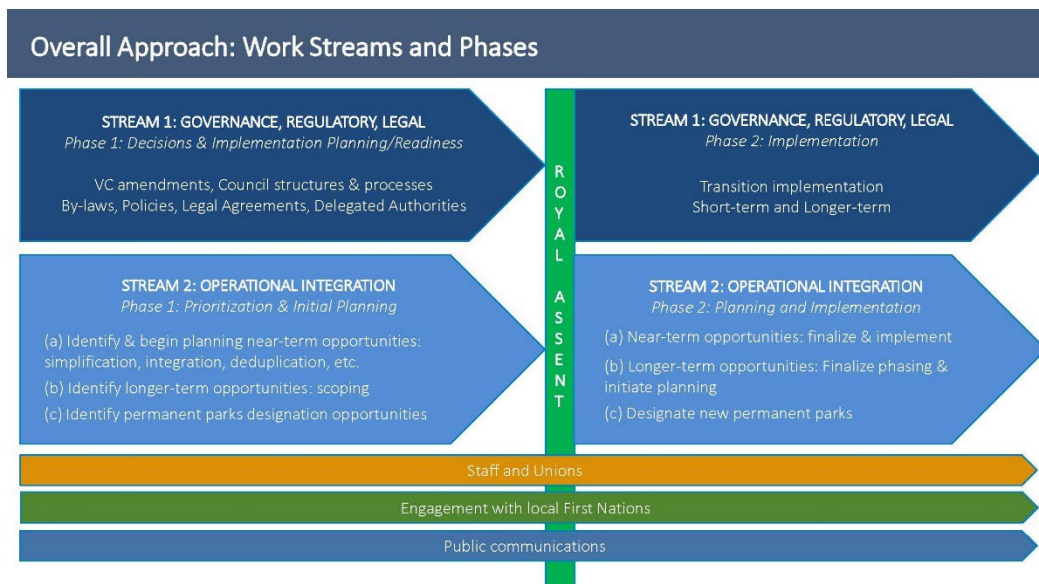 Overall Approach: Work Streams and Phases
STREAM 1: GOVERNANCE, REGULATORY, LEGAL
Phase 1: Decisions & Implementation Planning/Readiness
VC amendments, Council structures & processes
By-laws, Policies, Legal Agreements, Delegated Authorities
STREAM 2: OPERATIONAL INTEGRATION
Phase 1: Prioritization & Initial Planning
(a) Identify & begin planning near-term opportunities:
simplification, integration, deduplication, etc.
(b) Identify longer-term opportunities: scoping
(c) Identify permanent parks designation opportunities
ROYAL ASSENT
STREAM 1: GOVERNANCE, REGULATORY, LEGAL
Phase 2: Implementation
Transition implementation
Short-term and Longer-term
STREAM 2: OPERATIONAL INTEGRATION
Phase 2: Planning and Implementation
(a) Near-term opportunities: finalize & implement
(b) Longer-term opportunities: Finalize phasing &
initiate planning
(c) Designate new permanent parks
Staff and Unions
Engagement with local First Nations
Public communications